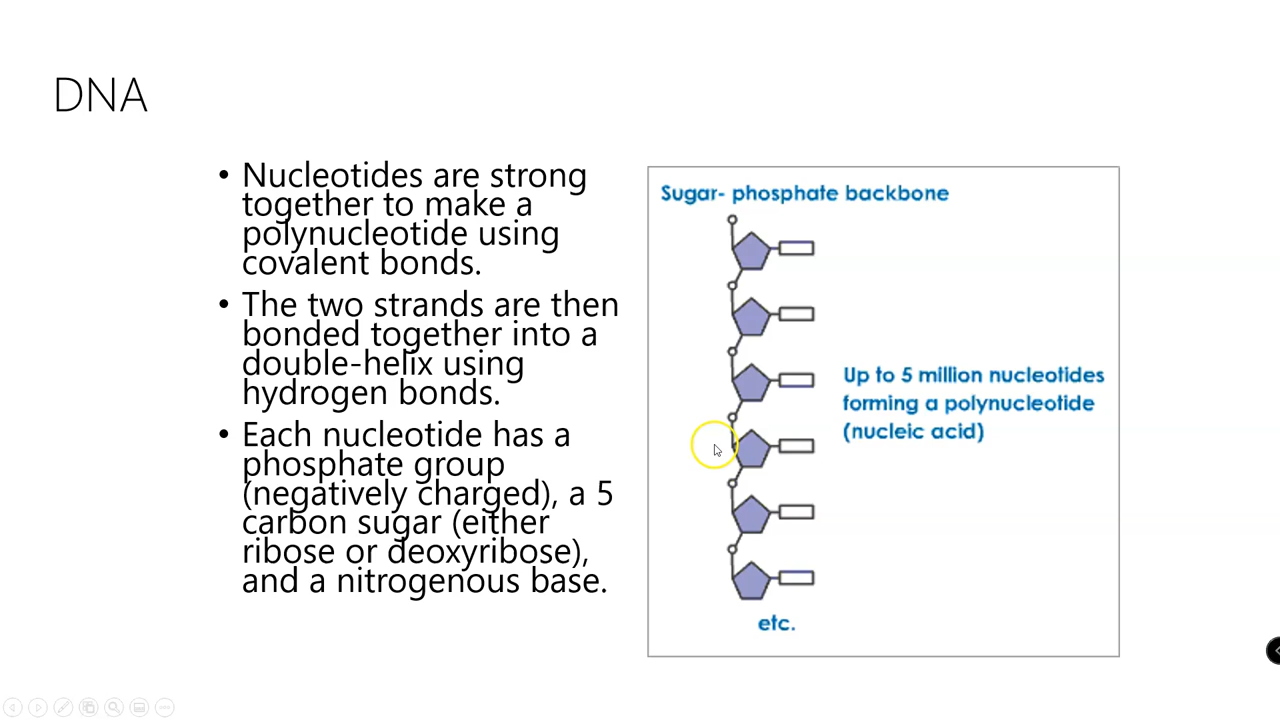 DNA
• Nucleotides are strong
together to make a
polynucleotide using
covalent bonds.
• The two strands are then
bonded together into a
double-helix using
hydrogen bonds.
• Each nucleotide has a
phosphate group
(negatively charged), a 5
carbon sugar (either
ribose or deoxyribose),
and a nitrogenous base.
Sugar- phosphate backbone
Up to 5 million nucleotides
forming a polynucleotide
(nucleic acid)
etc.